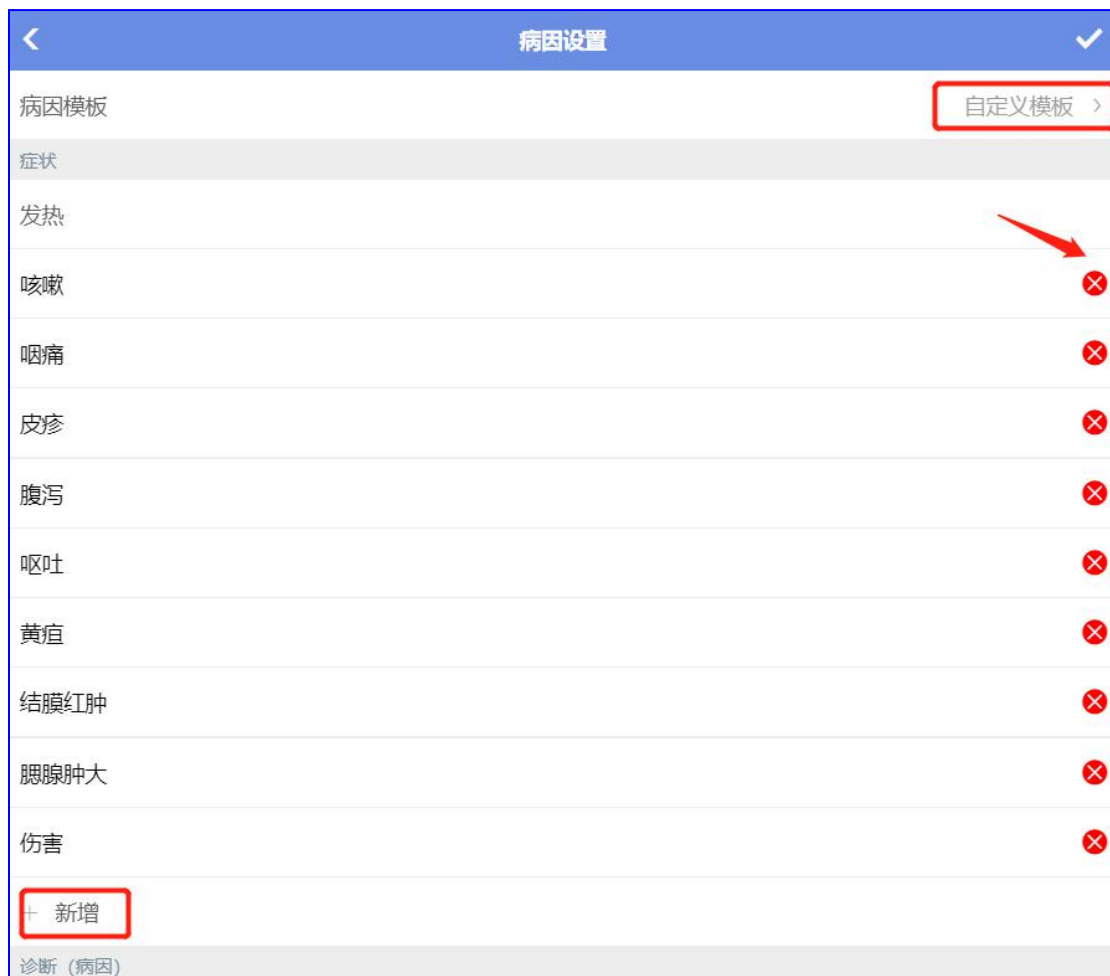 病因设置
病因模板 自定义模板
症状
发热
咳嗽
咽痛
皮疹
腹泻
呕吐
黄疸
结膜红肿
腮腺肿大
伤害
+ 新增
诊断（病因）